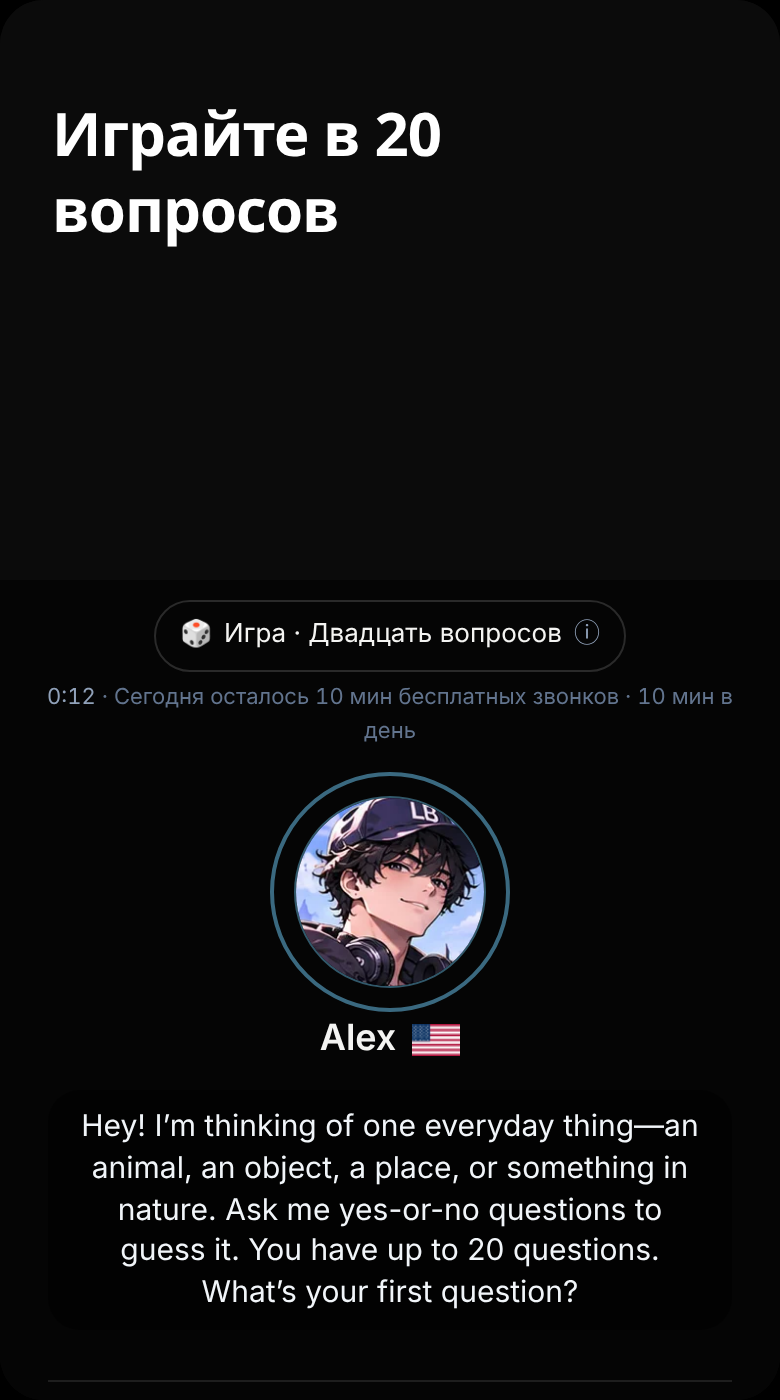 Играйте в 20
вопросов
Игра · Двадцать вопросов ⓘ
0:12 · Сегодня осталось 10 мин бесплатных звонков · 10 мин в
день
LB
Alex
Hey! I’m thinking of one everyday thing—an
animal, an object, a place, or something in
nature. Ask me yes-or-no questions to
guess it. You have up to 20 questions.
What’s your first question?